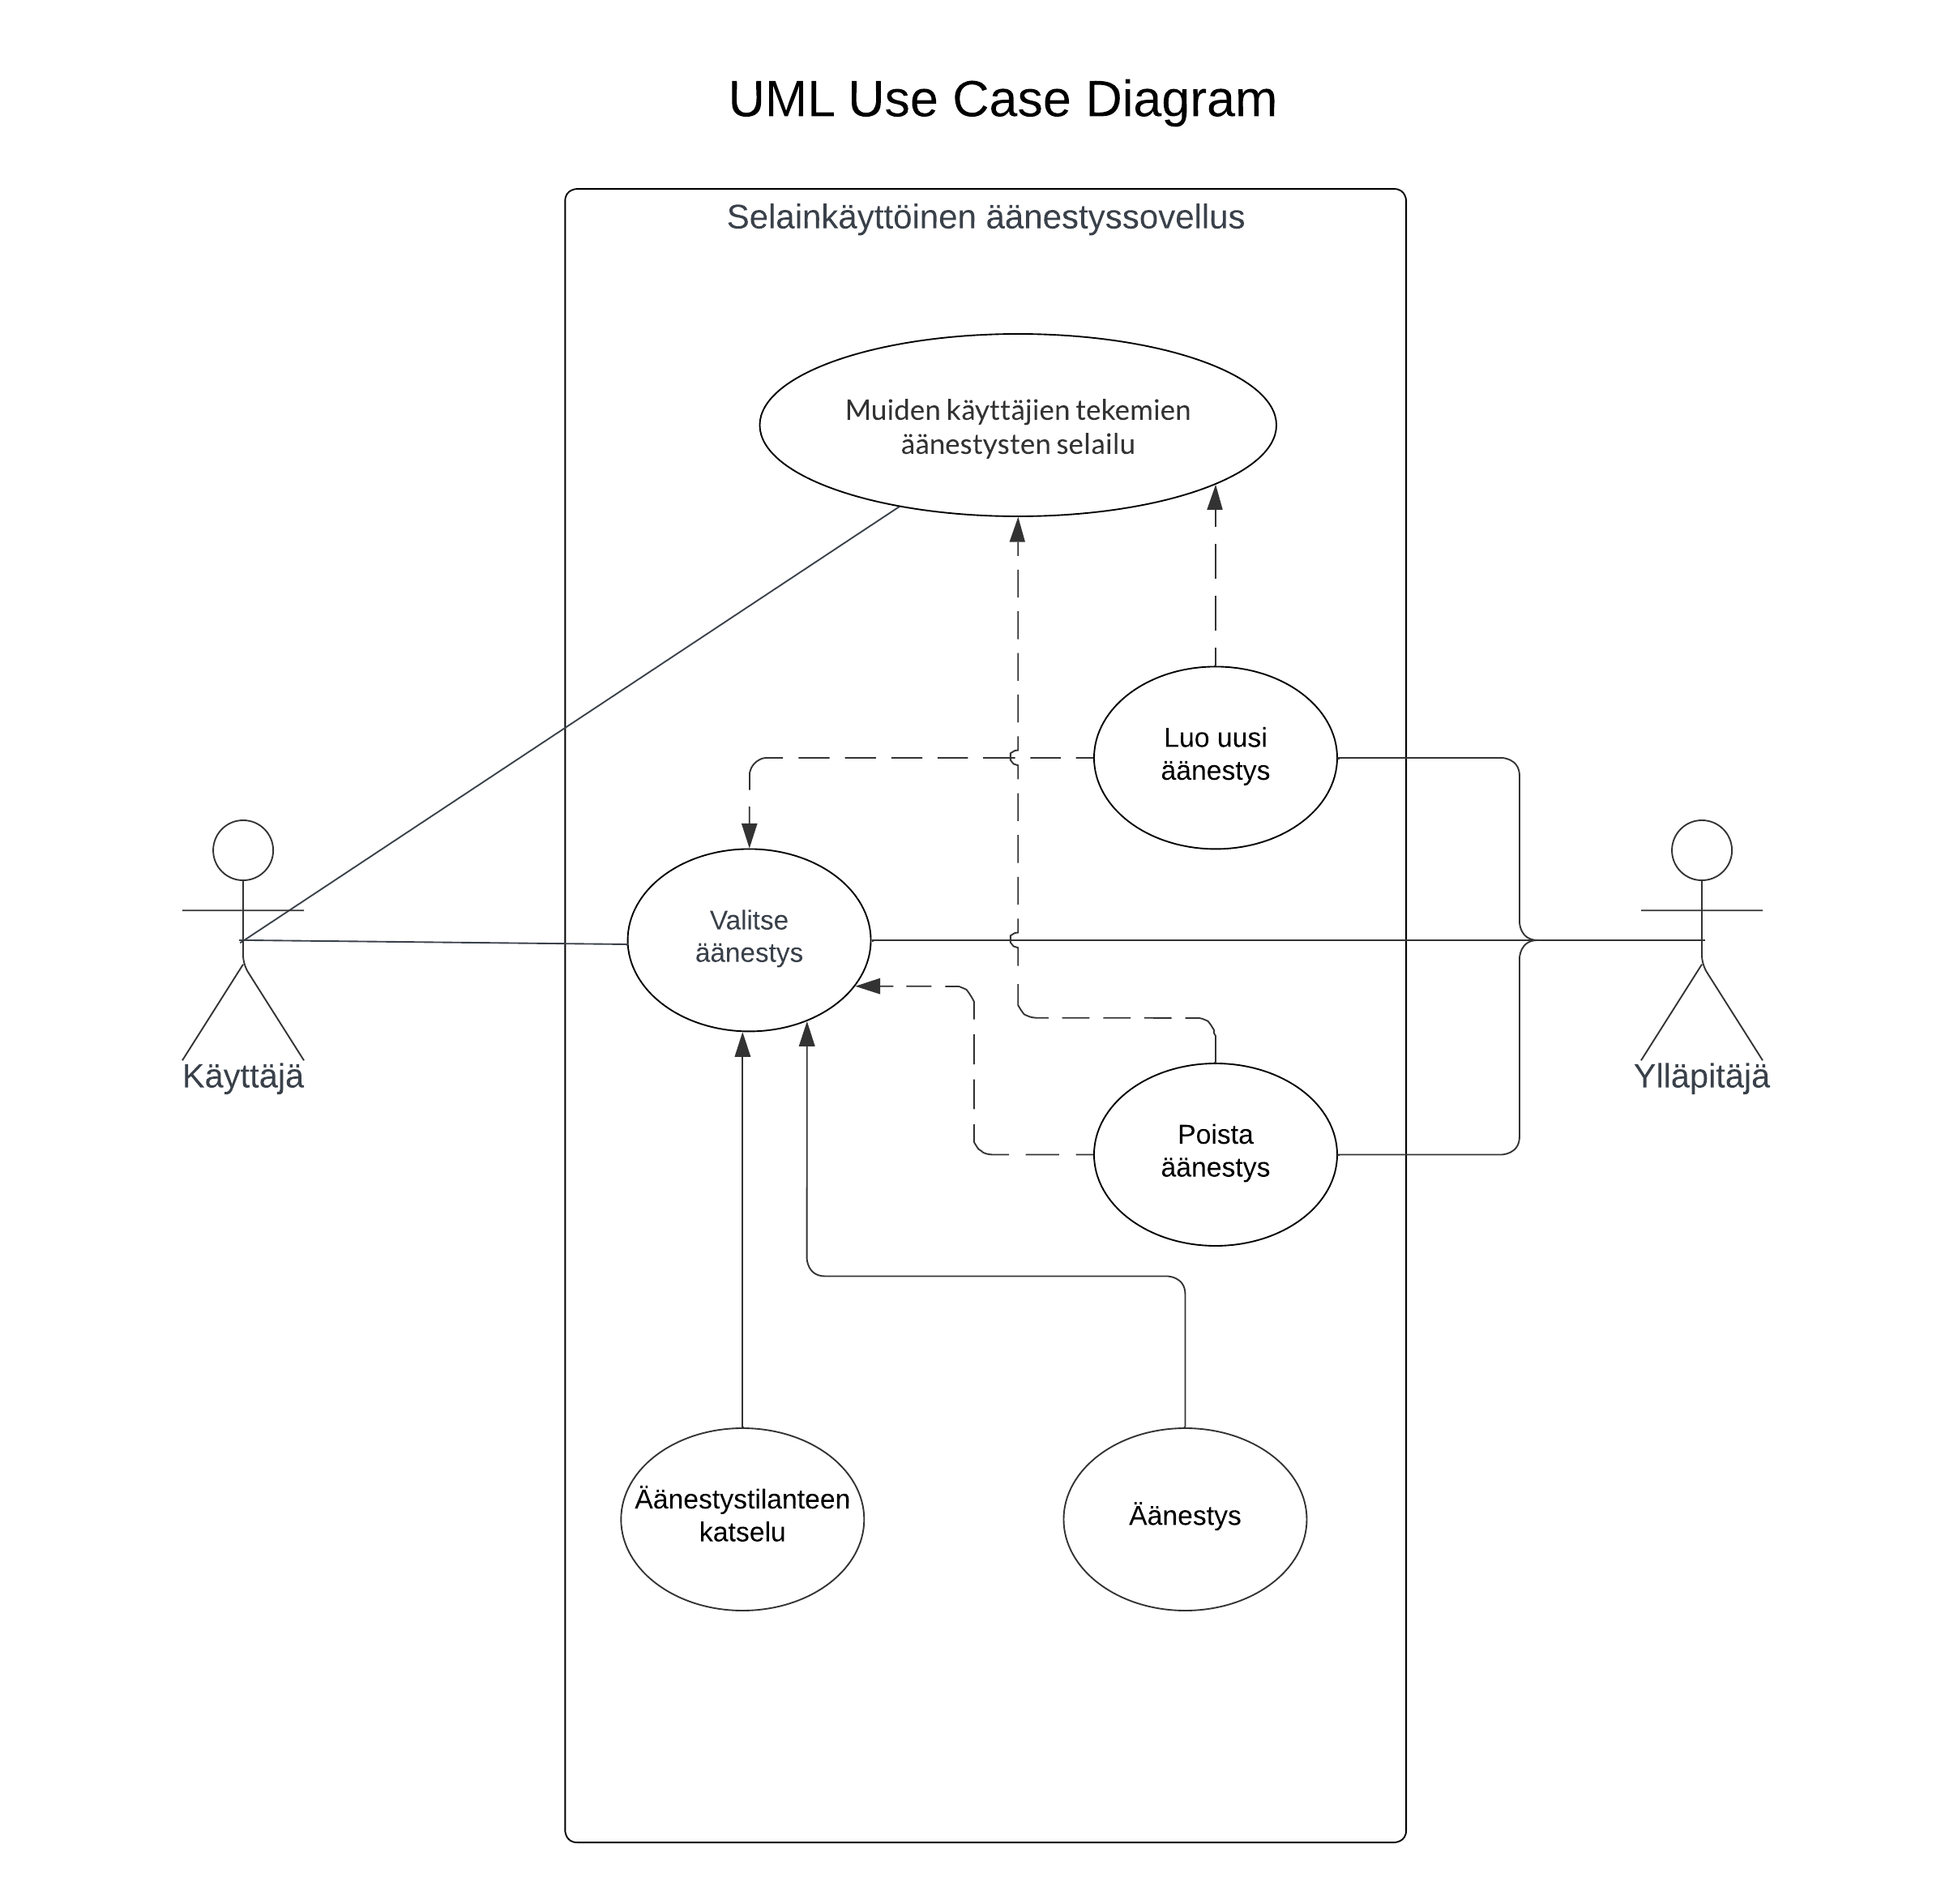 UML Use Case Diagram
Selainkäyttöinen äänestyssovellus
Muiden käyttäjien tekemien
äänestysten selailu
Luo uusi
äänestys
Valitse
äänestys
Käyttäjä
Ylläpitäjä
Poista
äänestys
Äänestystilanteen
katselu
Äänestys